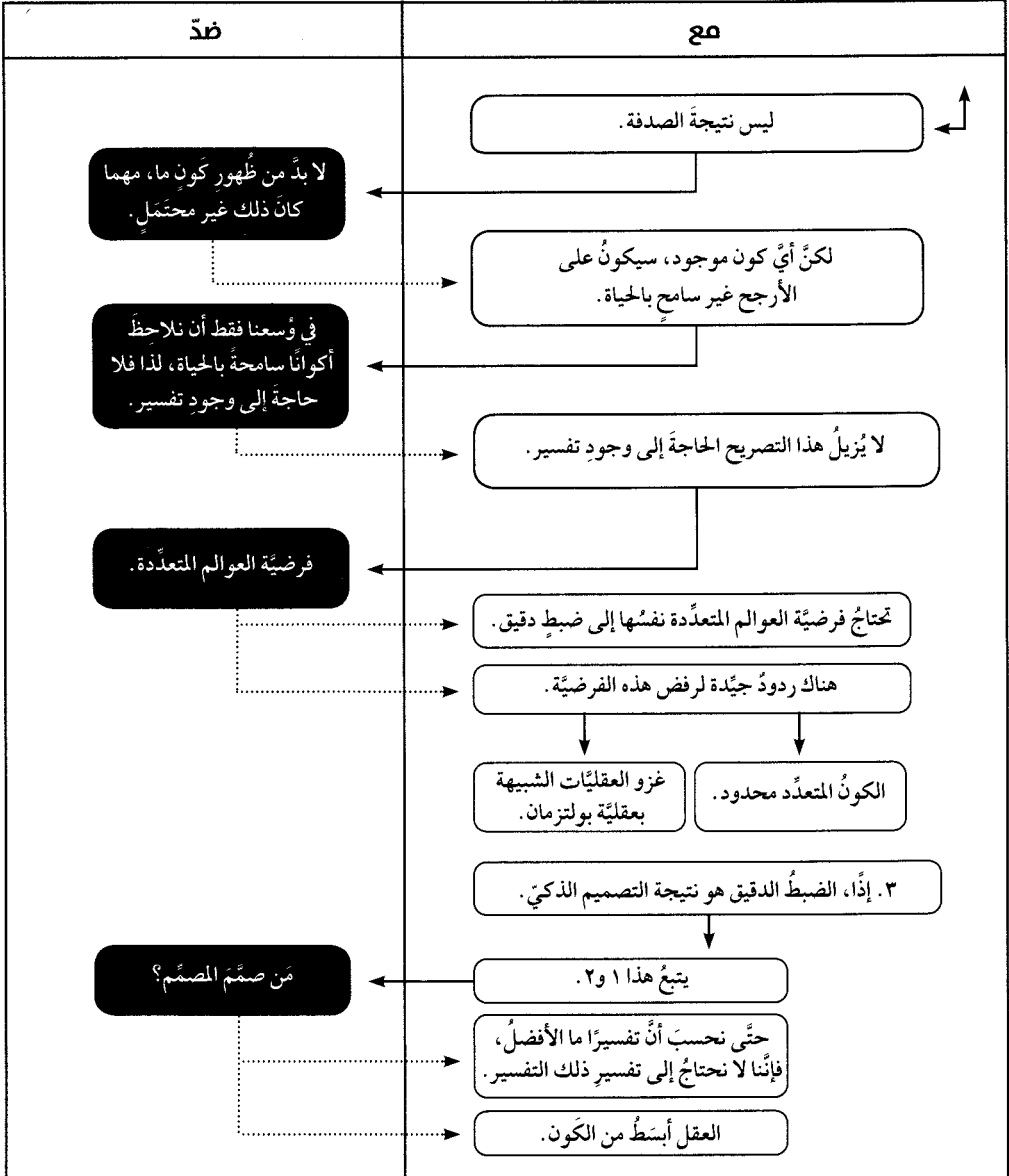 مع
ضدّ
ليس نتيجةَ الصدفة.
لا بدَّ من ظُهورِ كَونٍ ما، مهما
كانَ ذلك غير محتَمَلٍ.
لكنَّ أيَّ كون موجود، سيكونُ على
الأرجح غير سامحٍ بالحياة.
في وُسعنا فقط أن نلاحِظَ
أكوانًا سامحةً بالحياة، لذا فلا
حاجةَ إلى وجودِ تفسير.
لا يُزيلُ هذا التصريح الحاجةَ إلى وجودِ تفسير.
فرضيَّة العوالم المتعدِّدة.
تحتاجُ فرضيَّة العوالم المتعدِّدة نفسُها إلى ضبطٍ دقيق.
هناك ردودٌ جيِّدة لرفض هذه الفرضيَّة.
الكونُ المتعدِّد محدود.
غزو العقليَّات الشبيهة
بعقليَّة بولتزمان.
٣. إذًا، الضبطُ الدقيق هو نتيجة التصميم الذكيّ.
يتبعُ هذا ١ و٢.
مَن صمَّمَ المصمِّم؟
حتَّى نحسبَ أنَّ تفسيرًا ما الأفضلُ،
فإنَّنا لا نحتاجُ إلى تفسيرِ ذلك التفسير.
العقل أبسَطُ من الكَون.